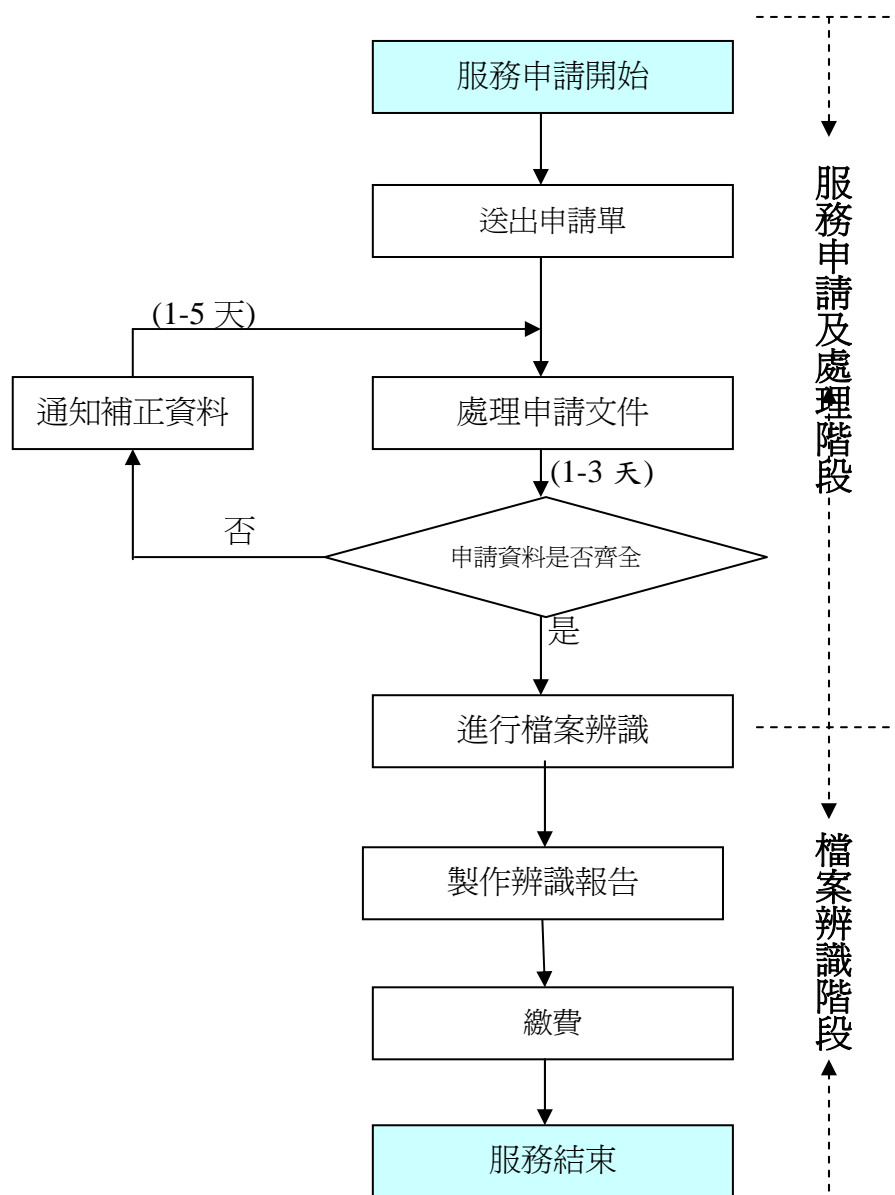 服務申請開始
送出申請單
(1-5 天)
通知補正資料
處理申請文件
(1-3 天)
否
申請資料是否齊全
是
進行檔案辨識
製作辨識報告
繳費
服務結束
服務申請及處理階段
檔案辨識階段